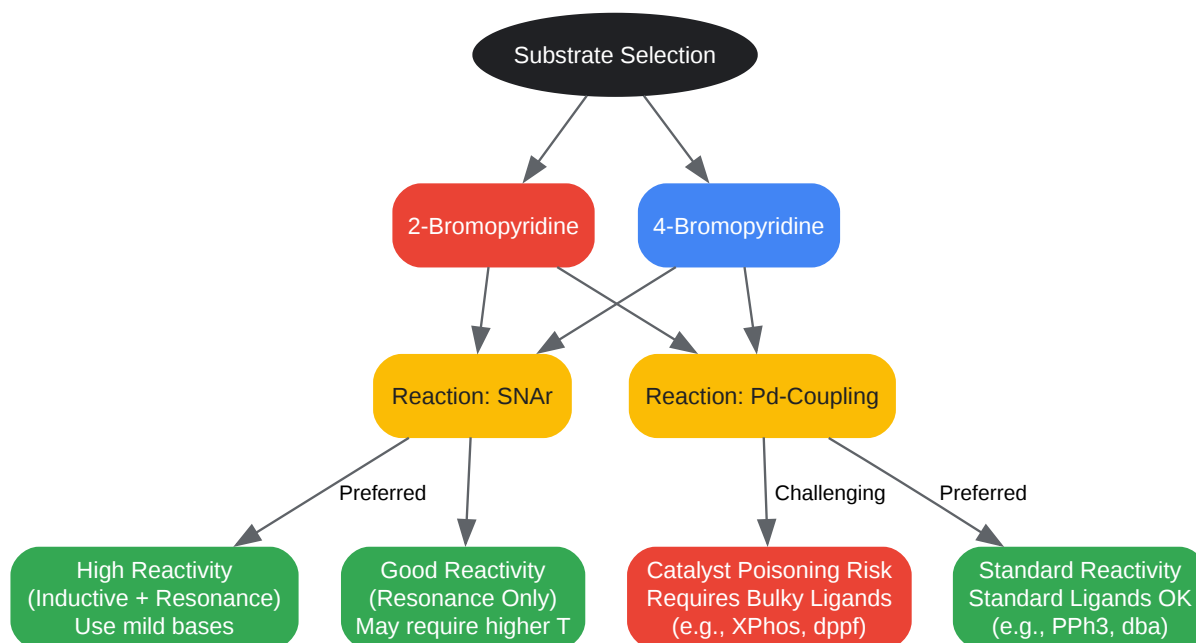 Substrate Selection
2-Bromopyridine
4-Bromopyridine
Reaction: SNAr
Reaction: Pd-Coupling
Preferred
Challenging
Preferred
High Reactivity
(Inductive + Resonance)
Use mild bases
Good Reactivity
(Resonance Only)
May require higher T
Catalyst Poisoning Risk
Requires Bulky Ligands
(e.g., XPhos, dppf)
Standard Reactivity
Standard Ligands OK
(e.g., PPh3, dba)